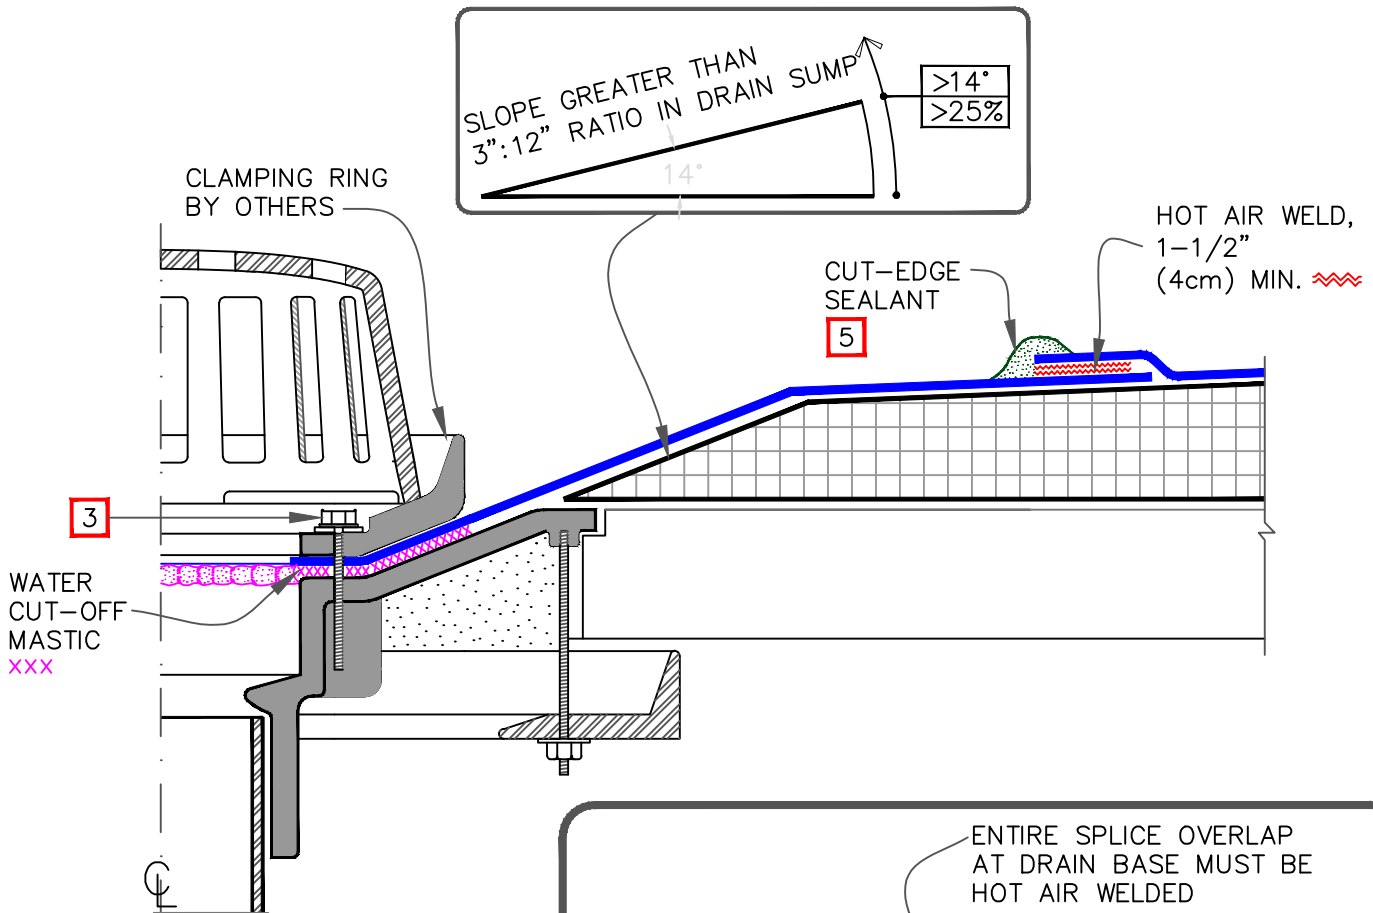 SLOPE GREATER THAN
3":12" RATIO IN DRAIN SUMP
>14°
>25%
14°
CLAMPING RING
BY OTHERS
HOT AIR WELD,
1-1/2"
(4cm) MIN.
CUT-EDGE
SEALANT
5
3
WATER
CUT-OFF
MASTIC
XXX
ENTIRE SPLICE OVERLAP
AT DRAIN BASE MUST BE
HOT AIR WELDED
℄